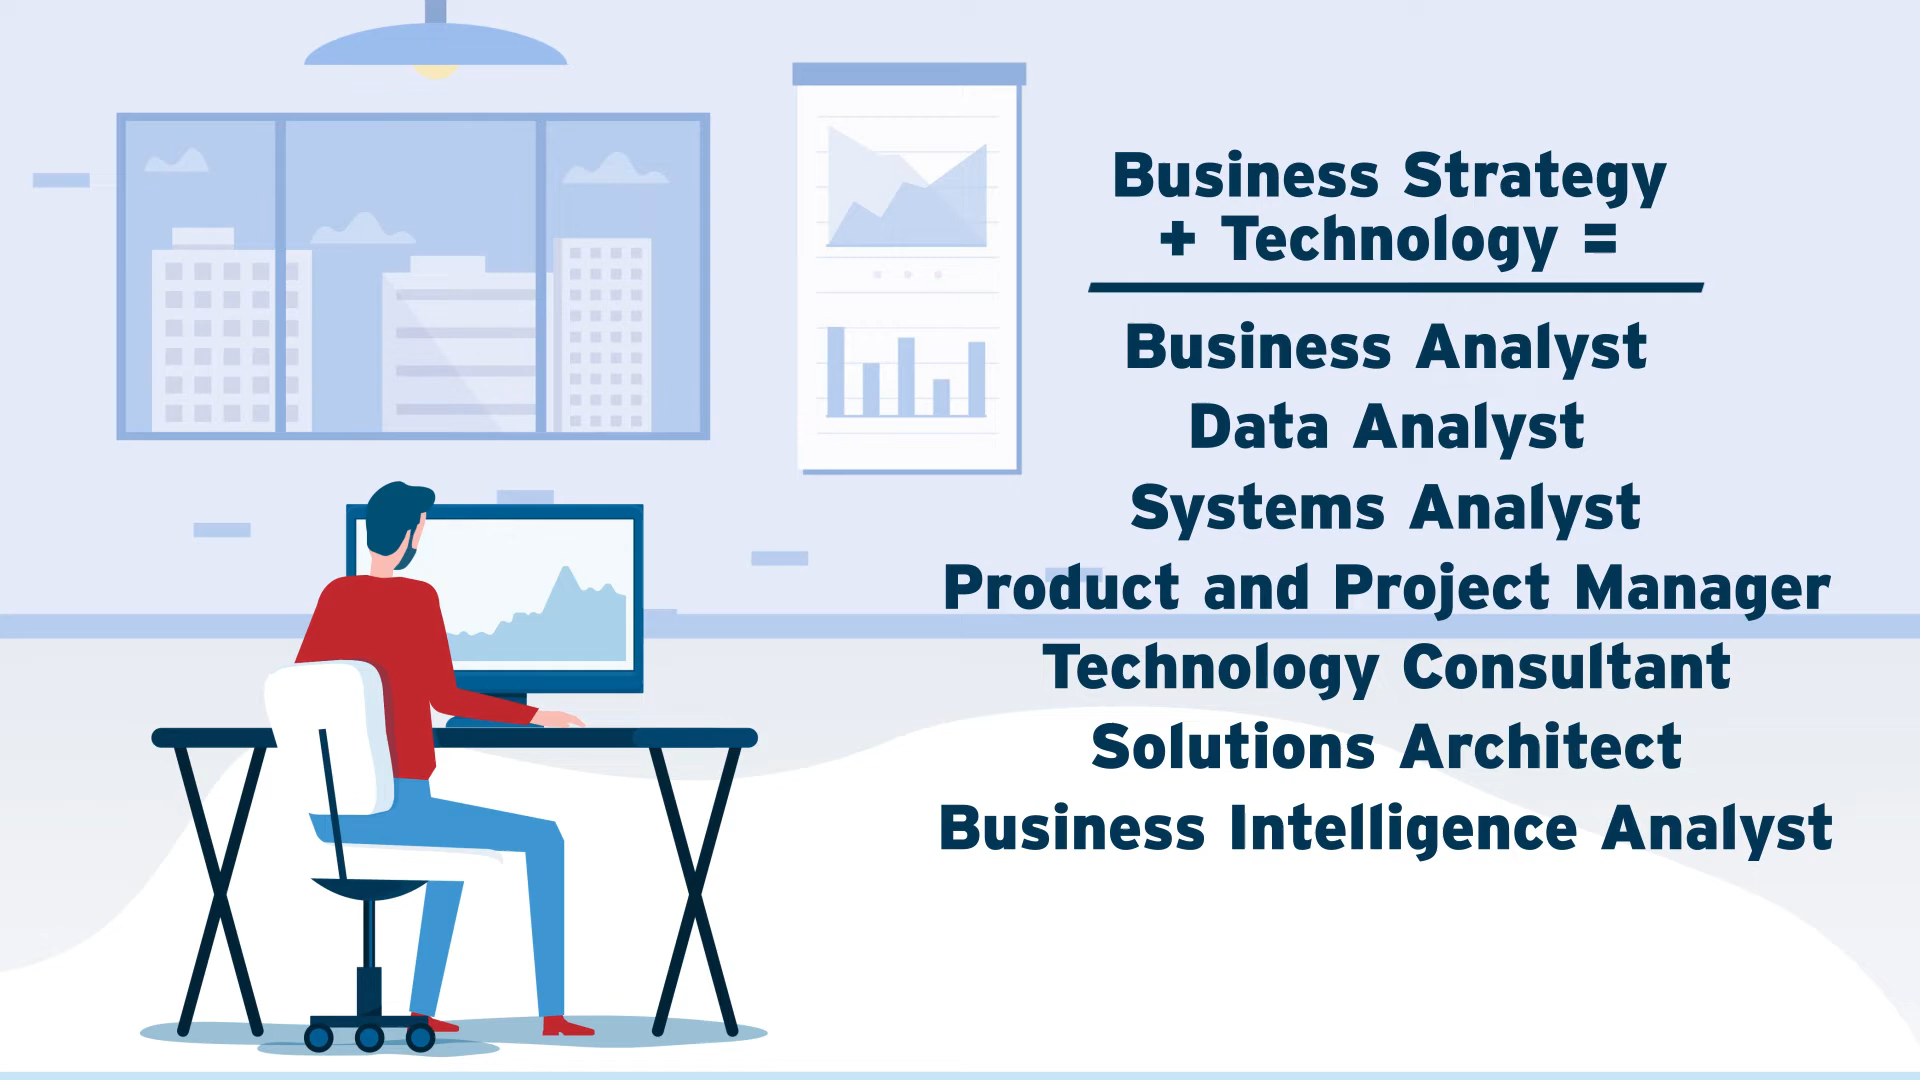 Business Strategy
+ Technology =
Business Analyst
Data Analyst
Systems Analyst
Product and Project Manager
Technology Consultant
Solutions Architect
Business Intelligence Analyst